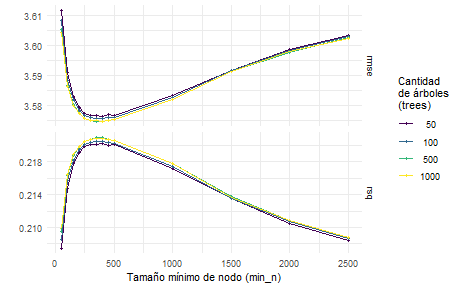 3.61
3.60
3.59
3.58
rmse
0.218
0.214
0.210
rsq
0 500 1000 1500 2000 2500
Tamaño mínimo de nodo (min_n)
Cantidad
de árboles
(trees)
50
100
500
1000